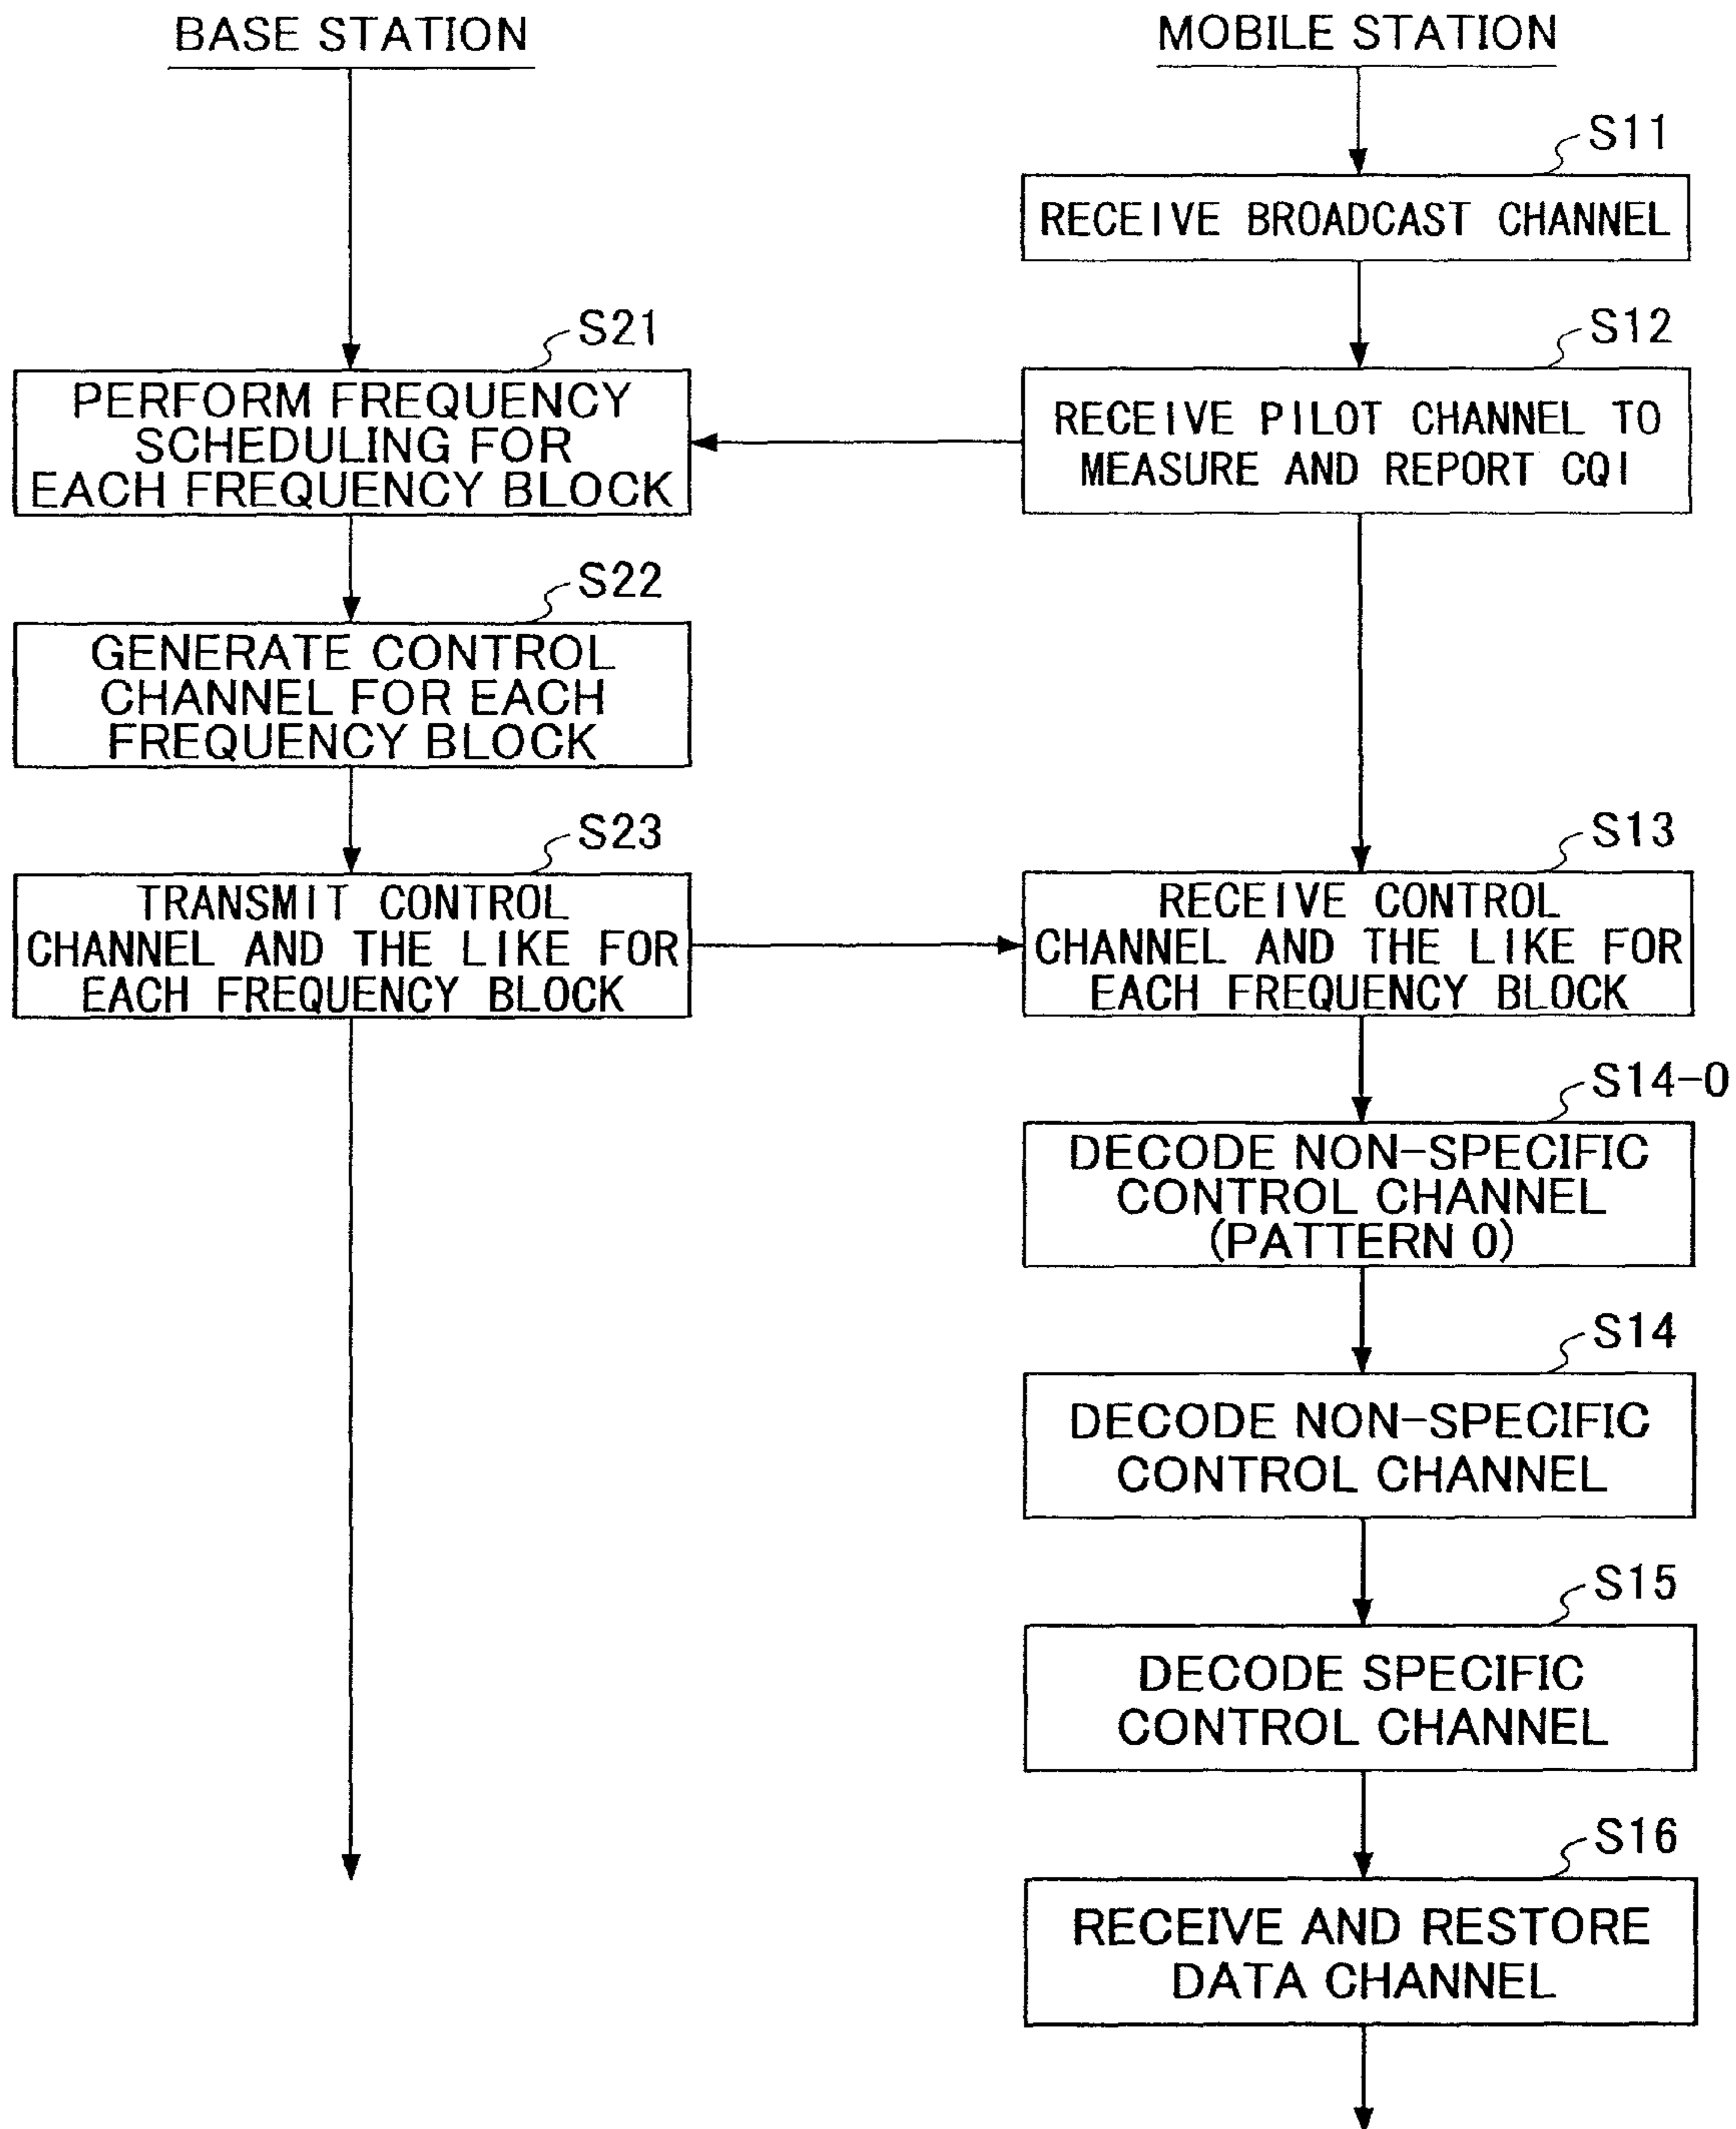 BASE STATION
MOBILE STATION
S11
RECEIVE BROADCAST CHANNEL
S21
PERFORM FREQUENCY
SCHEDULING FOR
EACH FREQUENCY BLOCK
S12
RECEIVE PILOT CHANNEL TO
MEASURE AND REPORT CQI
S22
GENERATE CONTROL
CHANNEL FOR EACH
FREQUENCY BLOCK
S23
TRANSMIT CONTROL
CHANNEL AND THE LIKE FOR
EACH FREQUENCY BLOCK
S13
RECEIVE CONTROL
CHANNEL AND THE LIKE FOR
EACH FREQUENCY BLOCK
S14-0
DECODE NON-SPECIFIC
CONTROL CHANNEL
(PATTERN 0)
S14
DECODE NON-SPECIFIC
CONTROL CHANNEL
S15
DECODE SPECIFIC
CONTROL CHANNEL
S16
RECEIVE AND RESTORE
DATA CHANNEL